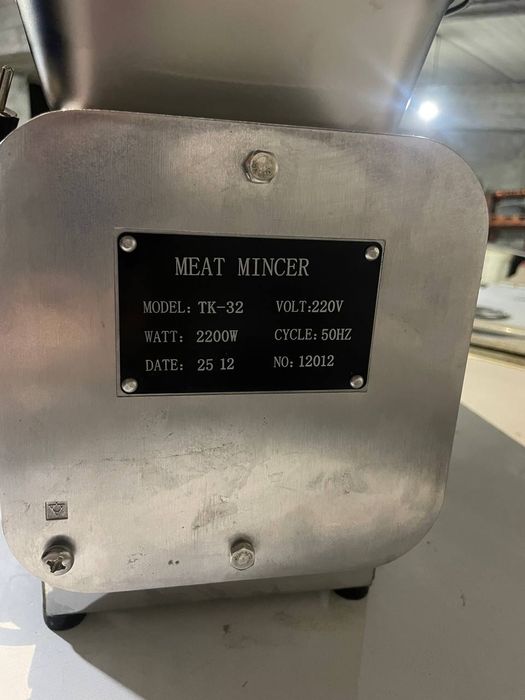 MEAT MINCER
MODEL: TK-32 VOLT:220V
WATT: 2200W CYCLE: 50HZ
DATE: 25 12 NO: 12012